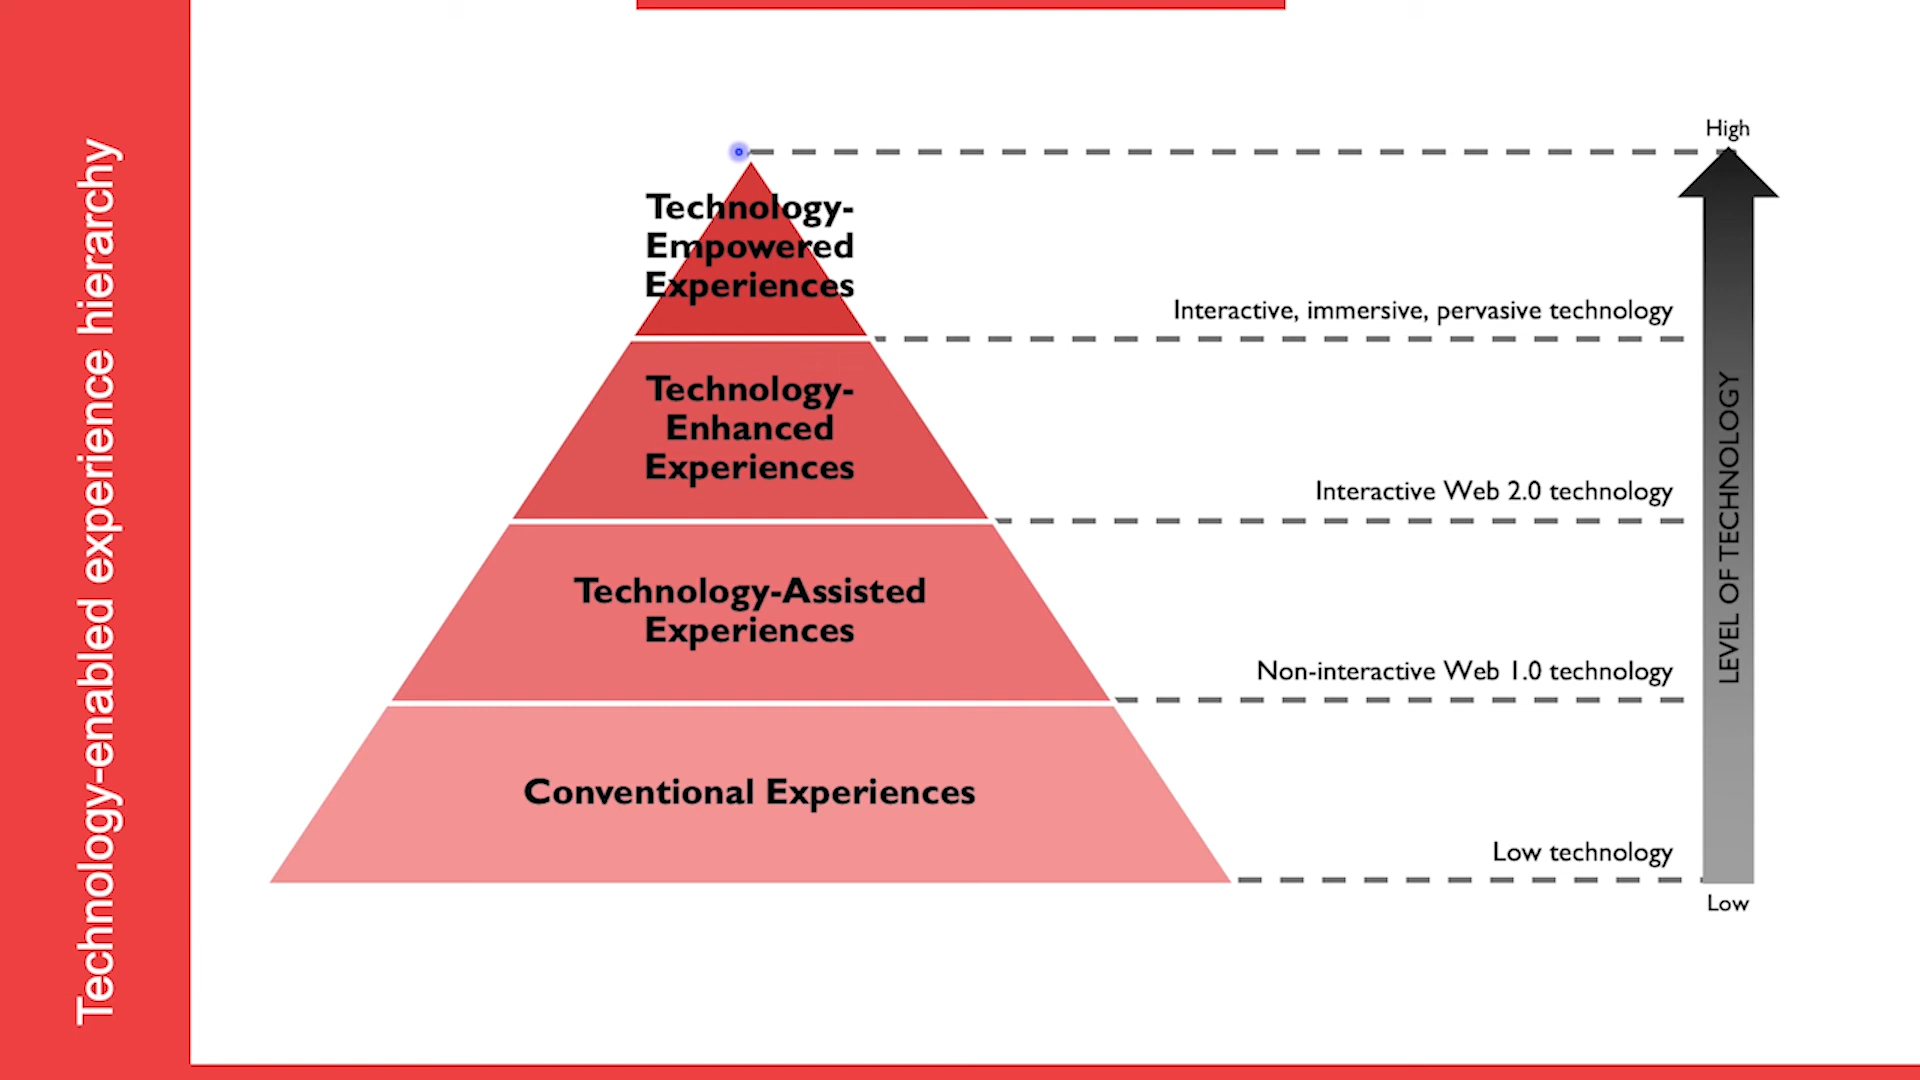 Technology-enabled experience hierarchy
High
Technology-
Empowered
Experiences
Interactive, immersive, pervasive technology
Technology-
Enhanced
Experiences
Interactive Web 2.0 technology
Technology-Assisted
Experiences
Non-interactive Web 1.0 technology
Conventional Experiences
Low technology
LEVEL OF TECHNOLOGY
Low